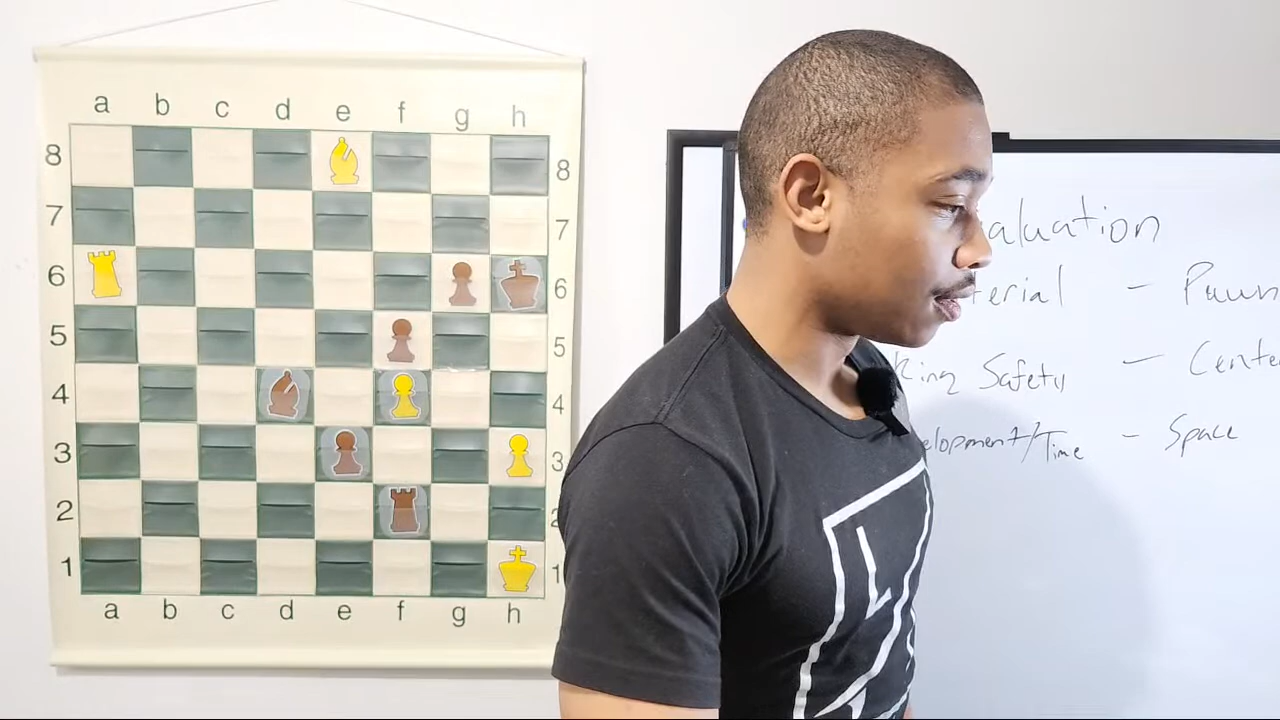 a b c d e f g h
8 8
7 7
6 6
5 5
4 4
3 3
2 2
1 1
a b c d e f g h
aluation
terial - Pawn
King Safety - Cente
elopment/Time - Space